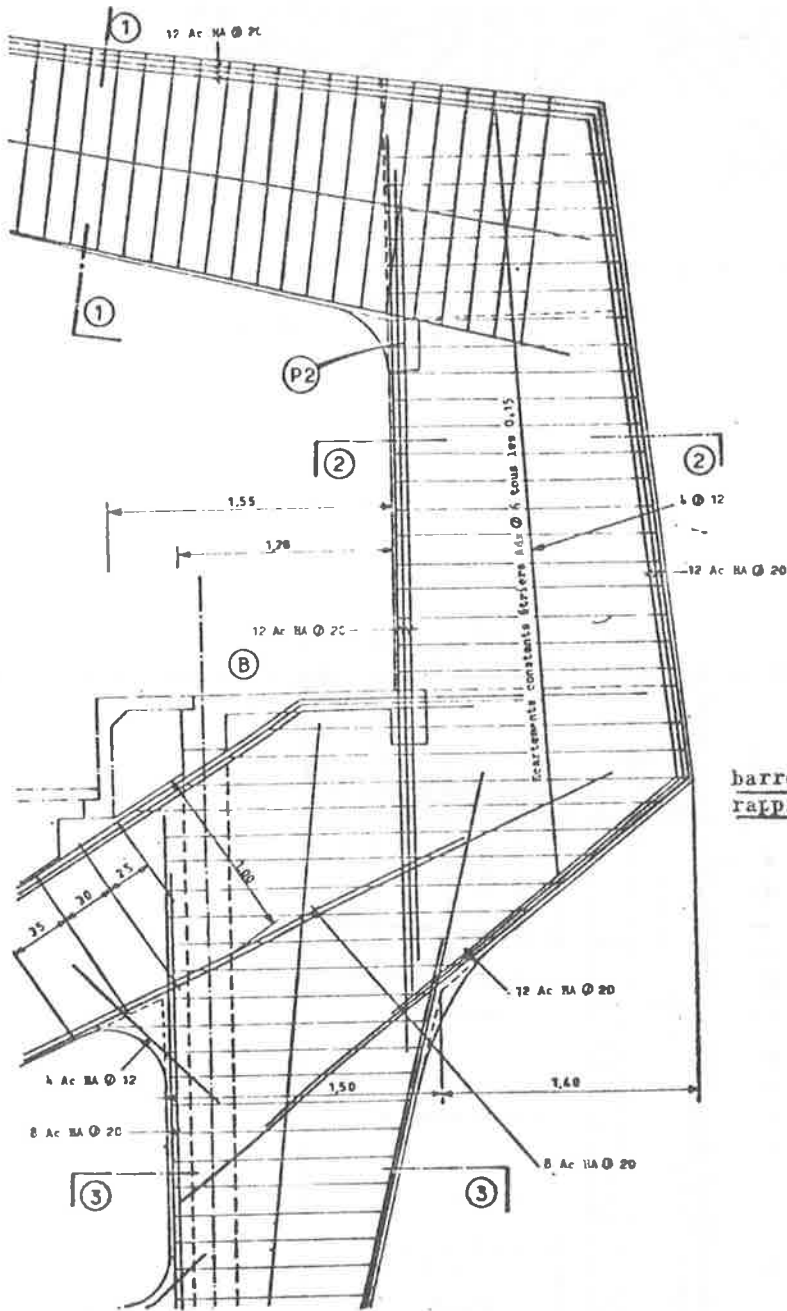 1
12 Ac HA Ø 20
1
P2
2
2
Ecartements constants étriers Adx Ø 6 tous les 0,15
1,55
4 Ø 12
1,20
12 Ac HA Ø 20
12 Ac HA Ø 20
B
barre
rapp
1,00
25
30
35
12 Ac HA Ø 20
4 Ac HA Ø 12
1,50
1,40
8 Ac HA Ø 20
8 Ac HA Ø 20
3
3